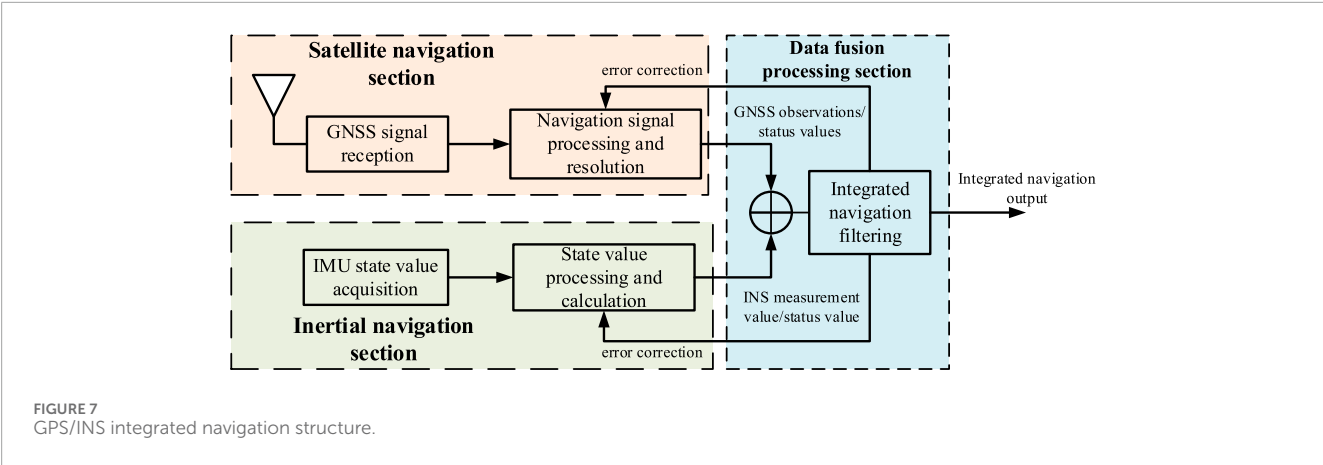 Satellite navigation
section
GNSS signal
reception
error correction
Navigation signal
processing and
resolution
Data fusion
processing section
GNSS observations/
status values
Integrated
navigation
filtering
Integrated navigation
output
IMU state value
acquisition
State value
processing and
calculation
Inertial navigation
section
error correction
INS measurement
value/status value
FIGURE 7
GPS/INS integrated navigation structure.